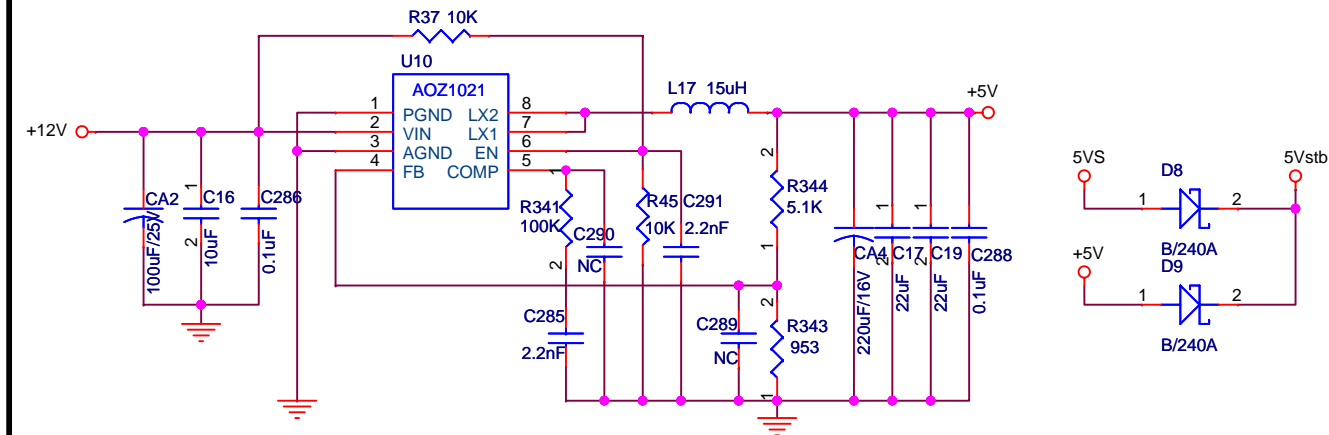 R37 10K
U10
AOZ1021
1 PGND LX2 8
2 VIN LX1 7
3 AGND EN 6
4 FB COMP 5
L17 15uH
+5V
+12V
CA2
100uF/25V
1
C16
2
10uF
C286
0.1uF
1
R341
100K
2
C290
NC
R45
10K
C291
2.2nF
2
R344
5.1K
1
C285
2.2nF
C289
NC
2
R343
953
1
CA4
220uF/16V
1
C17
2
22uF
1
C19
2
22uF
C288
0.1uF
5VS
D8
5Vstb
1
2
B/240A
+5V
D9
1
2
B/240A